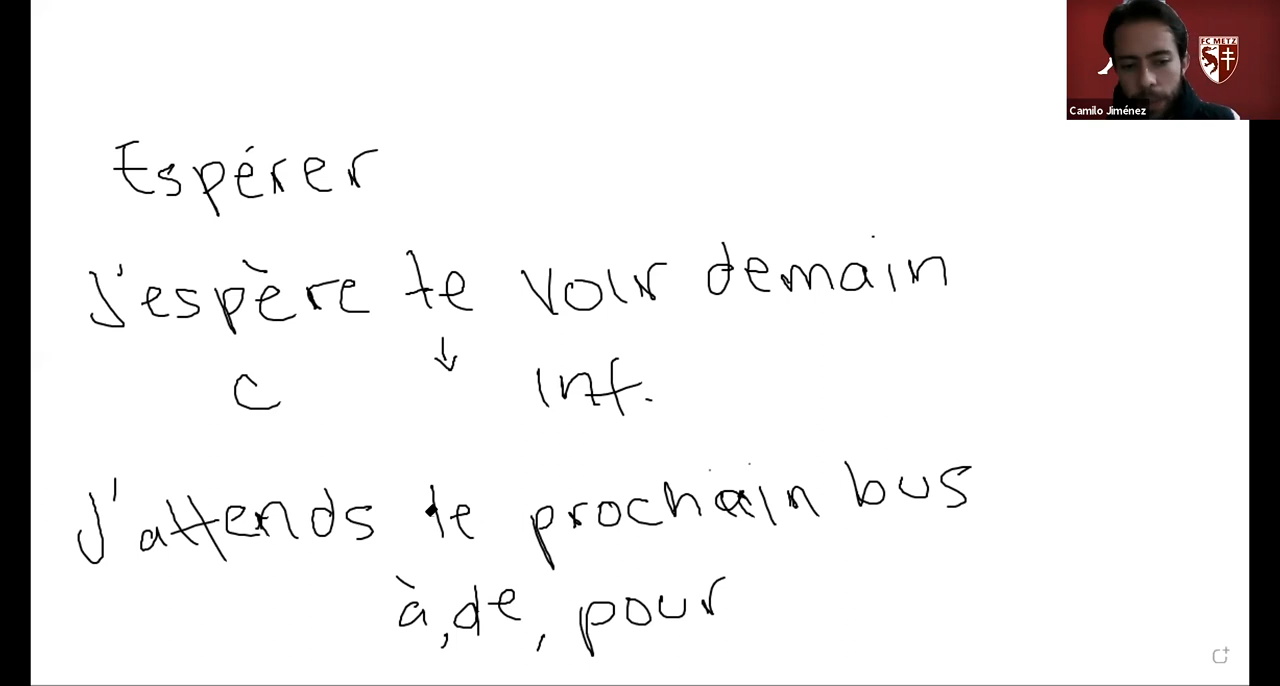 FC METZ
Camilo Jiménez
Espérer
J'espère te voir demain
↓
C Inf.
J'attends le prochain bus
à, de, pour